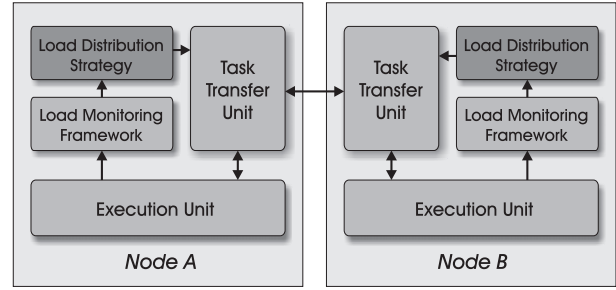 Load Distribution
Strategy
Task
Transfer
Unit
Load Monitoring
Framework
Execution Unit
Node A
Task
Transfer
Unit
Load Distribution
Strategy
Load Monitoring
Framework
Execution Unit
Node B